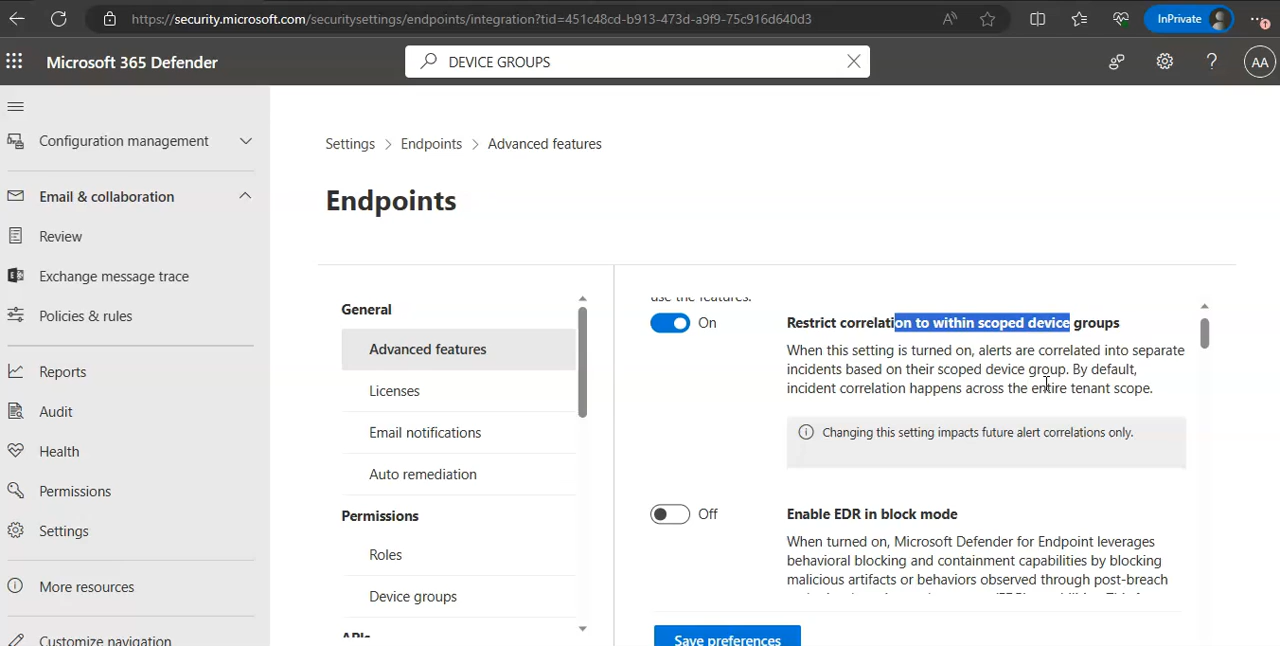 https://security.microsoft.com/securitysettings/endpoints/integration?tid=451c48cd-b913-473d-a9f9-75c916d640d3
InPrivate
1
Microsoft 365 Defender
DEVICE GROUPS
AA
Configuration management
Email & collaboration
Review
Exchange message trace
Policies & rules
Reports
Audit
Health
Permissions
Settings
More resources
Customize navigation
Settings > Endpoints > Advanced features
Endpoints
General
Advanced features
Licenses
Email notifications
Auto remediation
Permissions
Roles
Device groups
APIs
use the features.
On
Restrict correlation to within scoped device groups
When this setting is turned on, alerts are correlated into separate
incidents based on their scoped device group. By default,
incident correlation happens across the entire tenant scope.
Changing this setting impacts future alert correlations only.
Off
Enable EDR in block mode
When turned on, Microsoft Defender for Endpoint leverages
behavioral blocking and containment capabilities by blocking
malicious artifacts or behaviors observed through post-breach
Save preferences